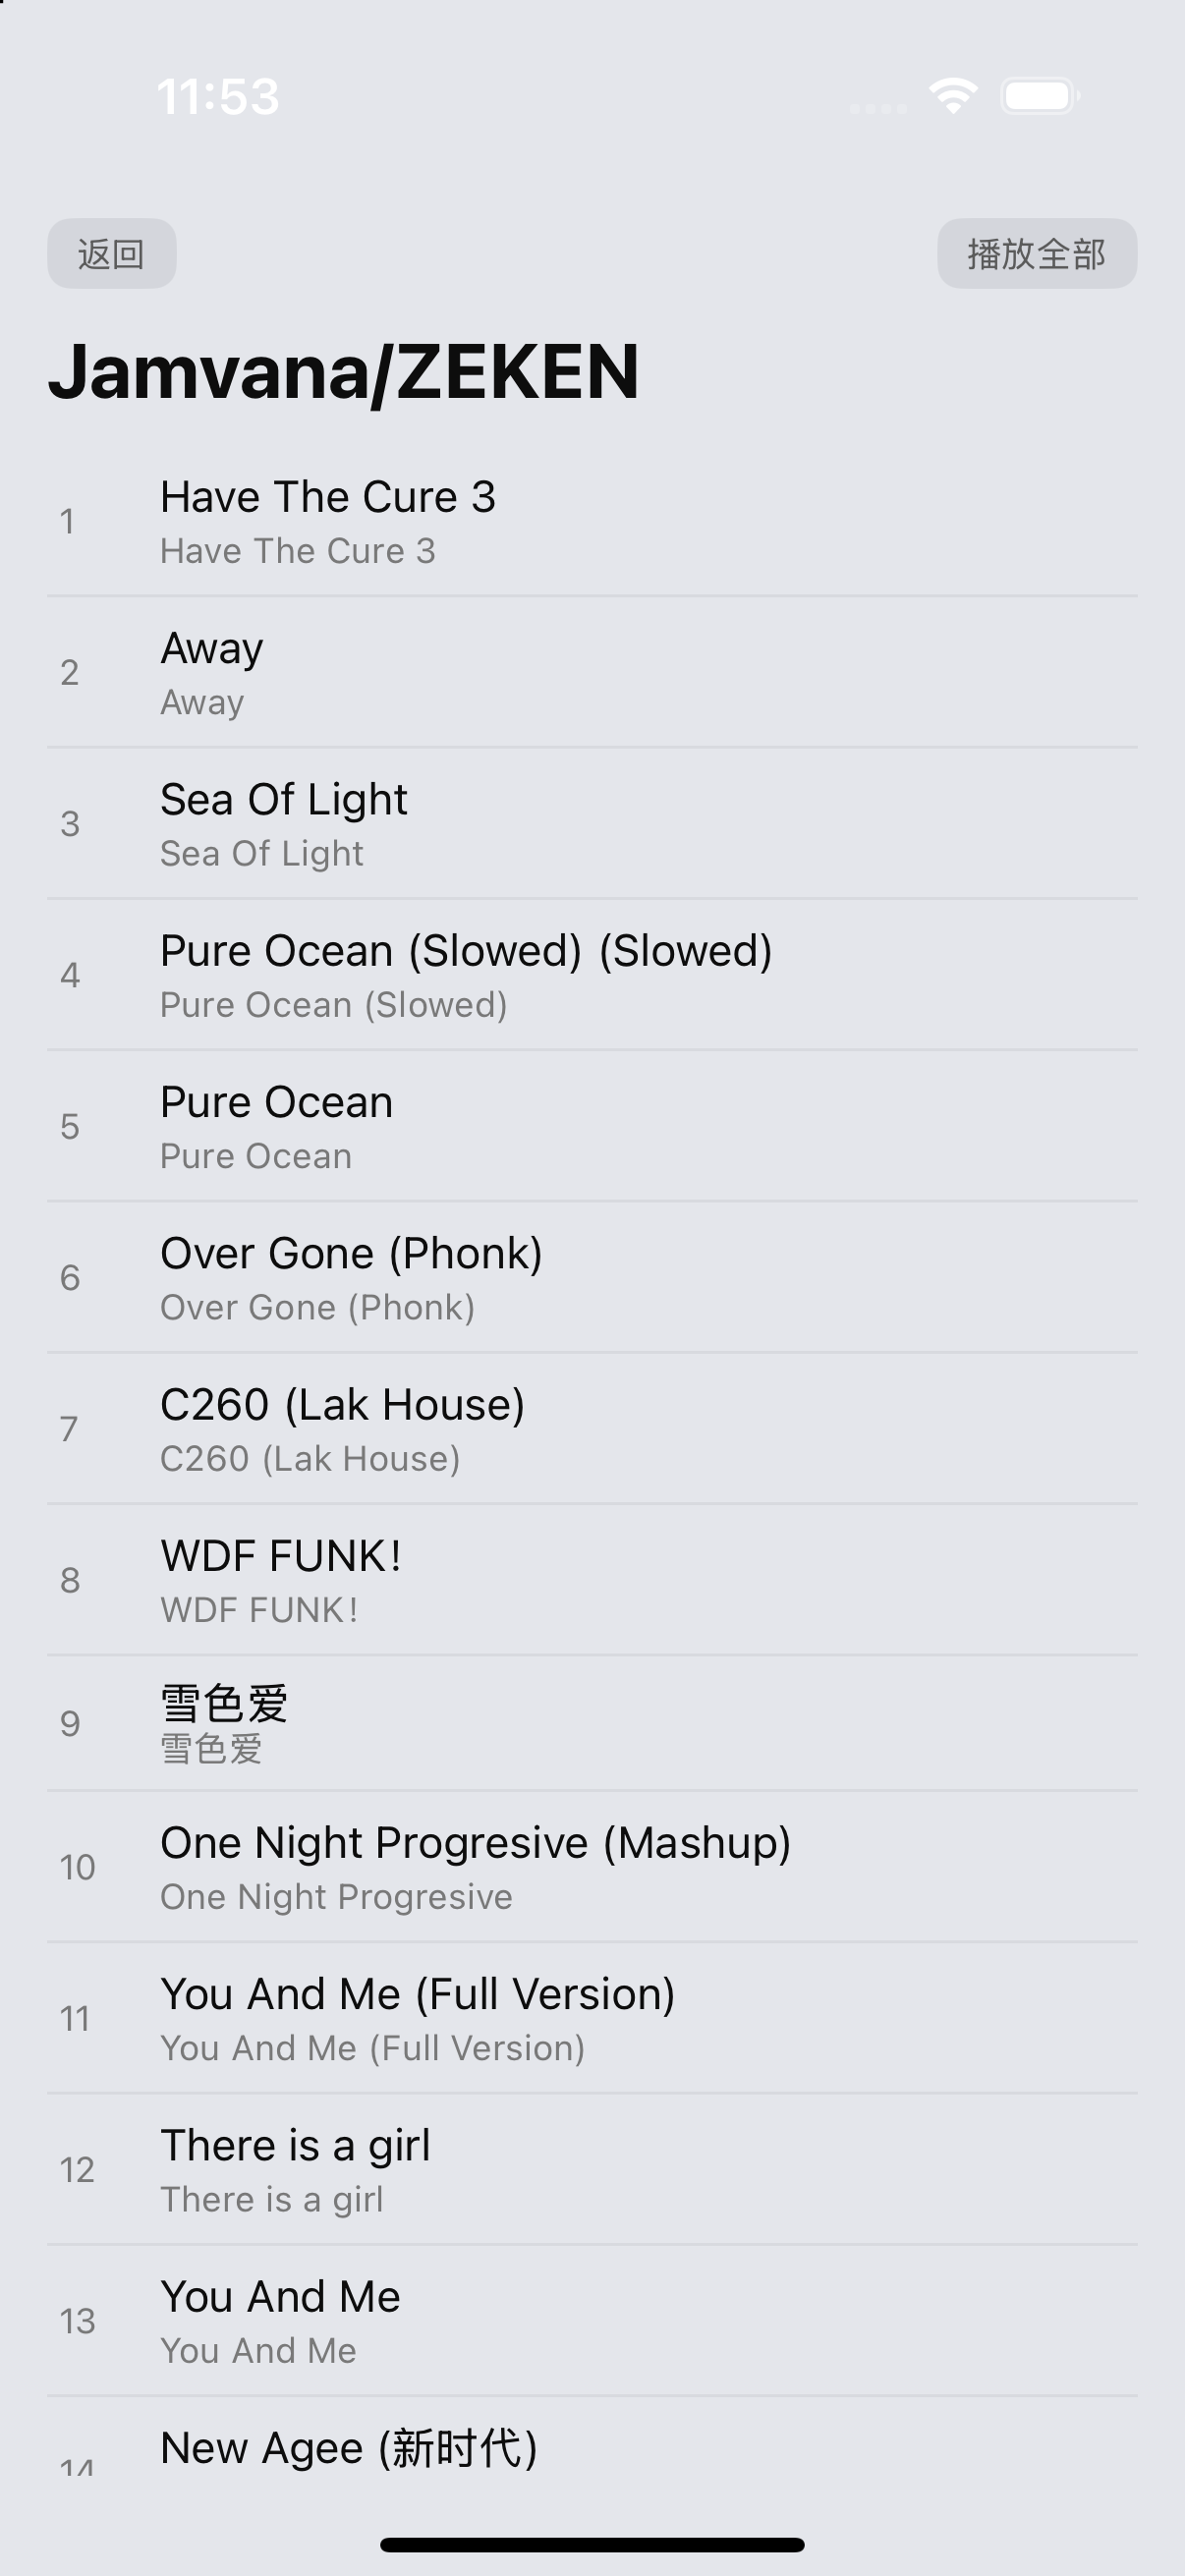 11:53
返回
播放全部
Jamvana/ZEKEN
1
Have The Cure 3
Have The Cure 3
2
Away
Away
3
Sea Of Light
Sea Of Light
4
Pure Ocean (Slowed) (Slowed)
Pure Ocean (Slowed)
5
Pure Ocean
Pure Ocean
6
Over Gone (Phonk)
Over Gone (Phonk)
7
C260 (Lak House)
C260 (Lak House)
8
WDF FUNK!
WDF FUNK!
9
雪色爱
雪色爱
10
One Night Progresive (Mashup)
One Night Progresive
11
You And Me (Full Version)
You And Me (Full Version)
12
There is a girl
There is a girl
13
You And Me
You And Me
14
New Agee (新时代)